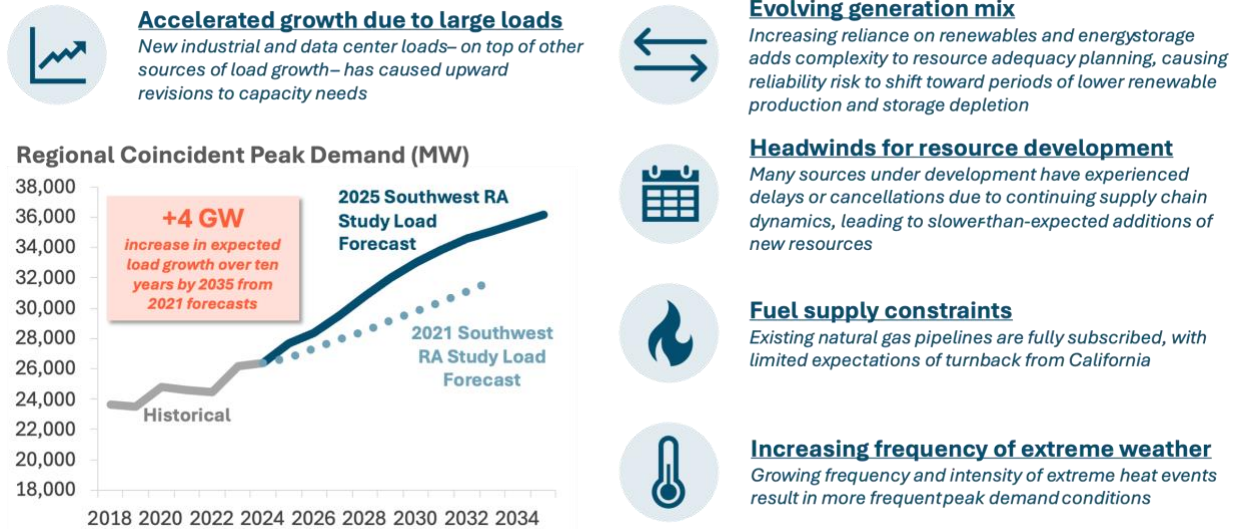 Accelerated growth due to large loads
New industrial and data center loads– on top of other
sources of load growth– has caused upward
revisions to capacity needs
Regional Coincident Peak Demand (MW)
38,000
36,000
34,000
32,000
30,000
28,000
26,000
24,000
22,000
20,000
18,000
+4 GW
increase in expected
load growth over ten
years by 2035 from
2021 forecasts
2025 Southwest RA
Study Load
Forecast
2021 Southwest
RA Study Load
Forecast
Historical
2018 2020 2022 2024 2026 2028 2030 2032 2034
Evolving generation mix
Increasing reliance on renewables and energystorage
adds complexity to resource adequacy planning, causing
reliability risk to shift toward periods of lower renewable
production and storage depletion
Headwinds for resource development
Many sources under development have experienced
delays or cancellations due to continuing supply chain
dynamics, leading to slower-than-expected additions of
new resources
Fuel supply constraints
Existing natural gas pipelines are fully subscribed, with
limited expectations of turnback from California
Increasing frequency of extreme weather
Growing frequency and intensity of extreme heat events
result in more frequent peak demand conditions